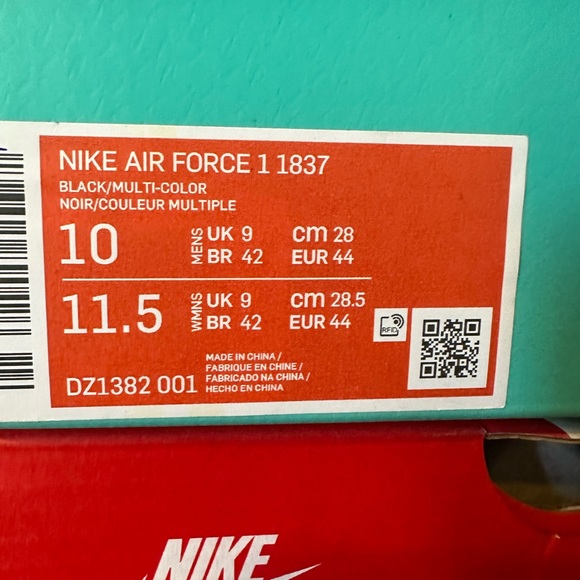 NIKE AIR FORCE 1 1837
BLACK/MULTI-COLOR
NOIR/COULEUR MULTIPLE
10 MENS UK 9 cm 28
BR 42 EUR 44
11.5 WMNS UK 9 cm 28.5
BR 42 EUR 44
RFID
DZ1382 001
MADE IN CHINA /
FABRIQUE EN CHINE /
FABRICADO NA CHINA /
HECHO EN CHINA
NIKE